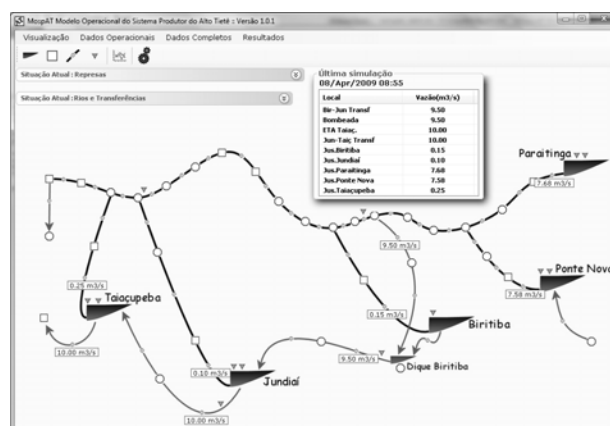 MospAT Modelo Operacional do Sistema Produtor do Alto Tietê :: Versão 1.0.1
Visualização Dados Operacionais Dados Completos Resultados
Situação Atual : Represas
Situação Atual : Rios e Transferências
Última simulação
08/Apr/2009 08:55
Local Vazão(m3/s)
Bir-Jun Transf 9.50
Bombeada 9.50
ETA Taiaç. 10.00
Jun-Taiç Transf 10.00
Jus.Biritiba 0.15
Jus.Jundiaí 0.10
Jus.Paraitinga 7.68
Jus.Ponte Nova 7.58
Jus.Taiaçupeba 0.25
Paraitinga
7.68 m3/s
9.50 m3/s
Ponte Nova
7.58 m3/s
0.25 m3/s
Taiaçupeba
0.15 m3/s
Biritiba
10.00 m3/s
9.50 m3/s
Dique Biritiba
0.10 m3/s
Jundiaí
10.00 m3/s